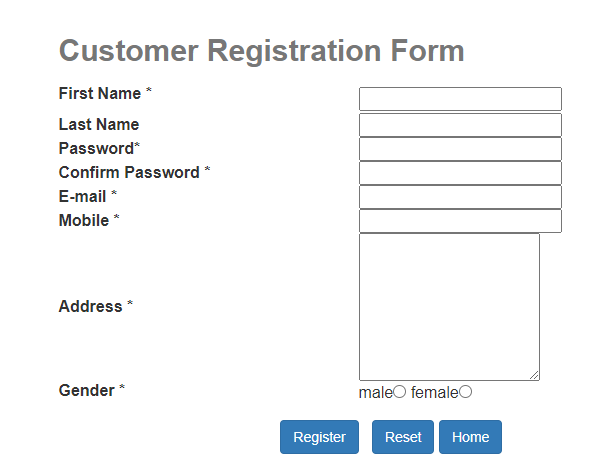 Customer Registration Form
First Name *
Last Name
Password*
Confirm Password *
E-mail *
Mobile *
Address *
Gender * male female
Register Reset Home